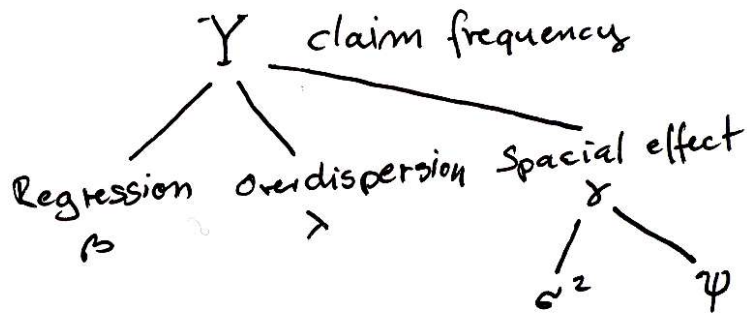 Y claim frequency
Regression Overdispersion Spacial effect
β λ γ
σ² ψ